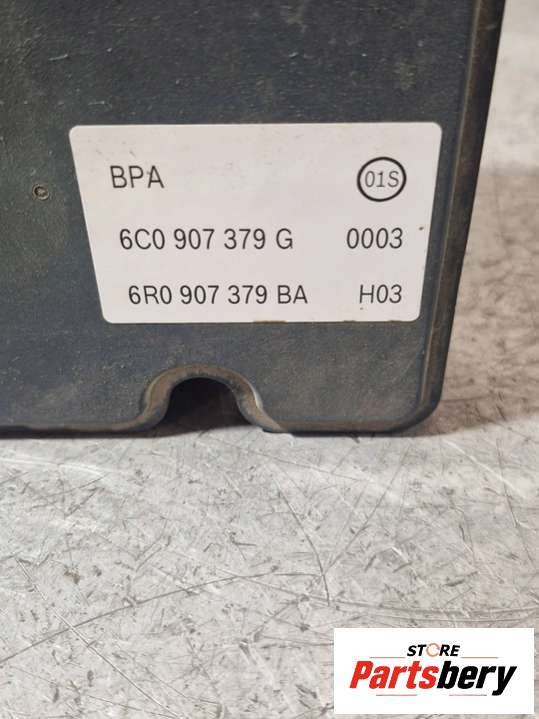 BPA 01S
6C0 907 379 G 0003
6R0 907 379 BA H03
STORE
Partsbery